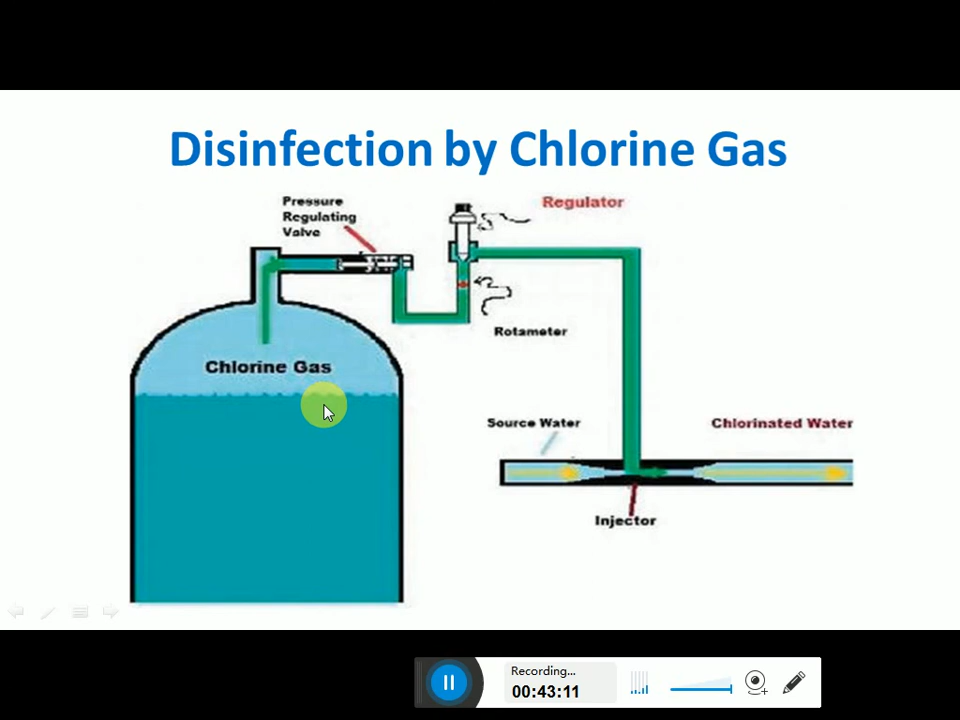 Disinfection by Chlorine Gas
Pressure
Regulating
Valve
Regulator
Rotameter
Chlorine Gas
Source Water
Chlorinated Water
Injector
Recording...
00:43:11